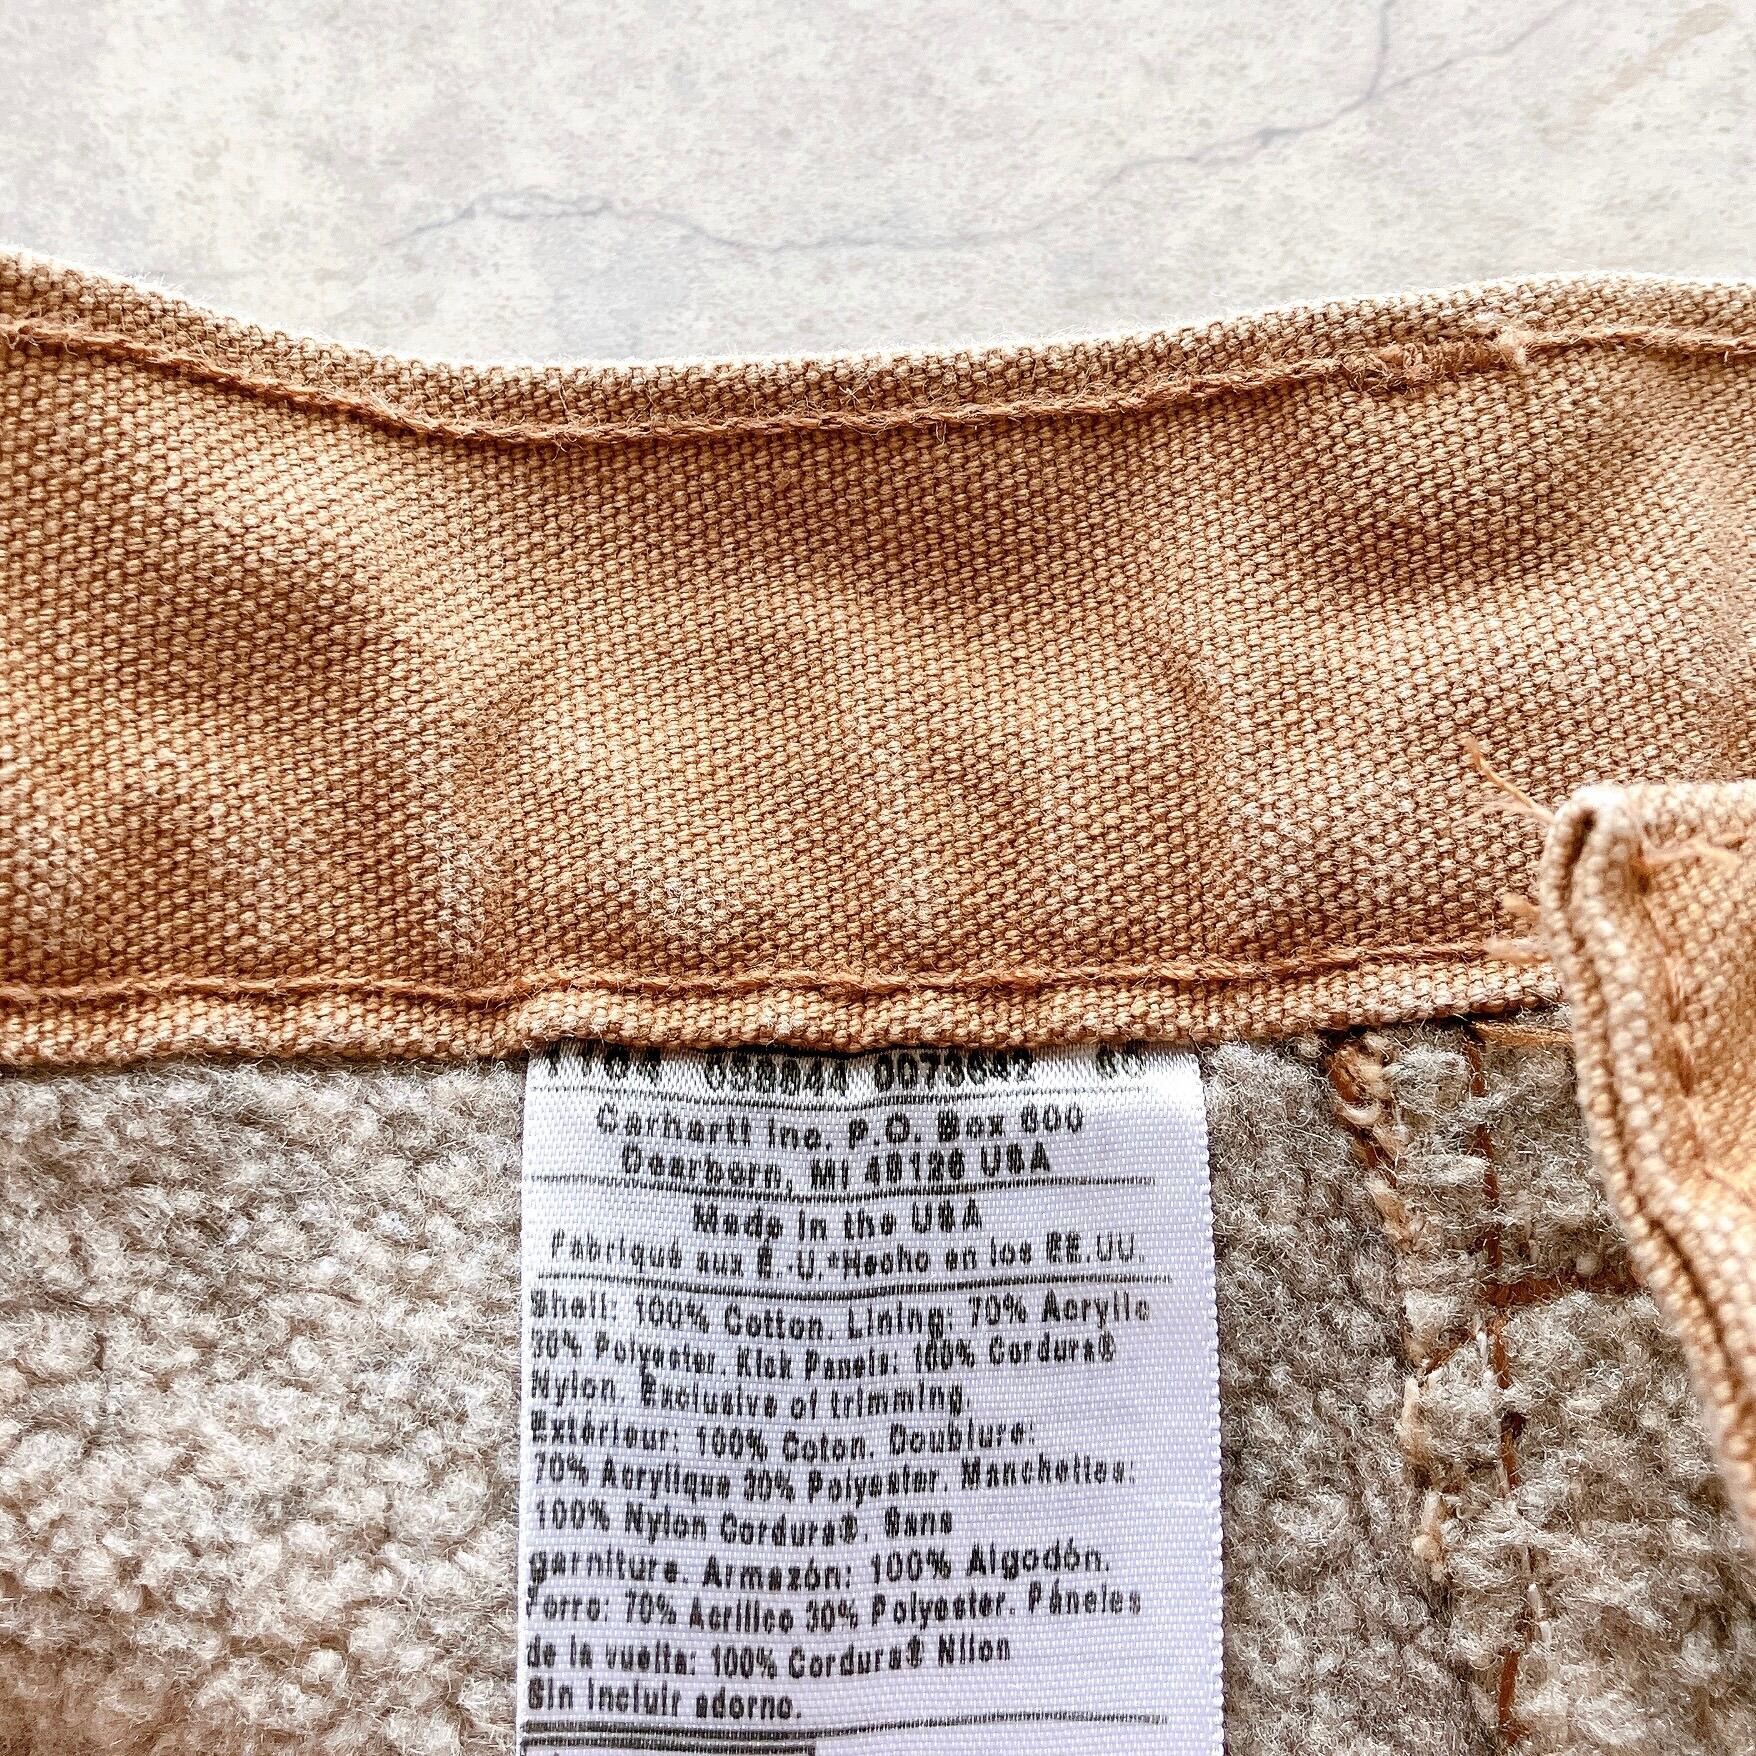 Carhartt Inc. P.O. Box 600
Dearborn, MI 48126 USA
Made in the USA
Fabriqué aux É.-U.*Hecho en los EE.UU.
Shell: 100% Cotton. Lining: 70% Acrylic
30% Polyester. Kick Panels: 100% Cordura®
Nylon. Exclusive of trimming.
Extérieur: 100% Coton. Doublure:
70% Acrylique 30% Polyester. Manchettes:
100% Nylon Cordura®. Sans
garniture. Armazón: 100% Algodón.
Forro: 70% Acrílico 30% Polyester. Páneles
de la vuelta: 100% Cordura® Nilon
Sin incluir adorno.